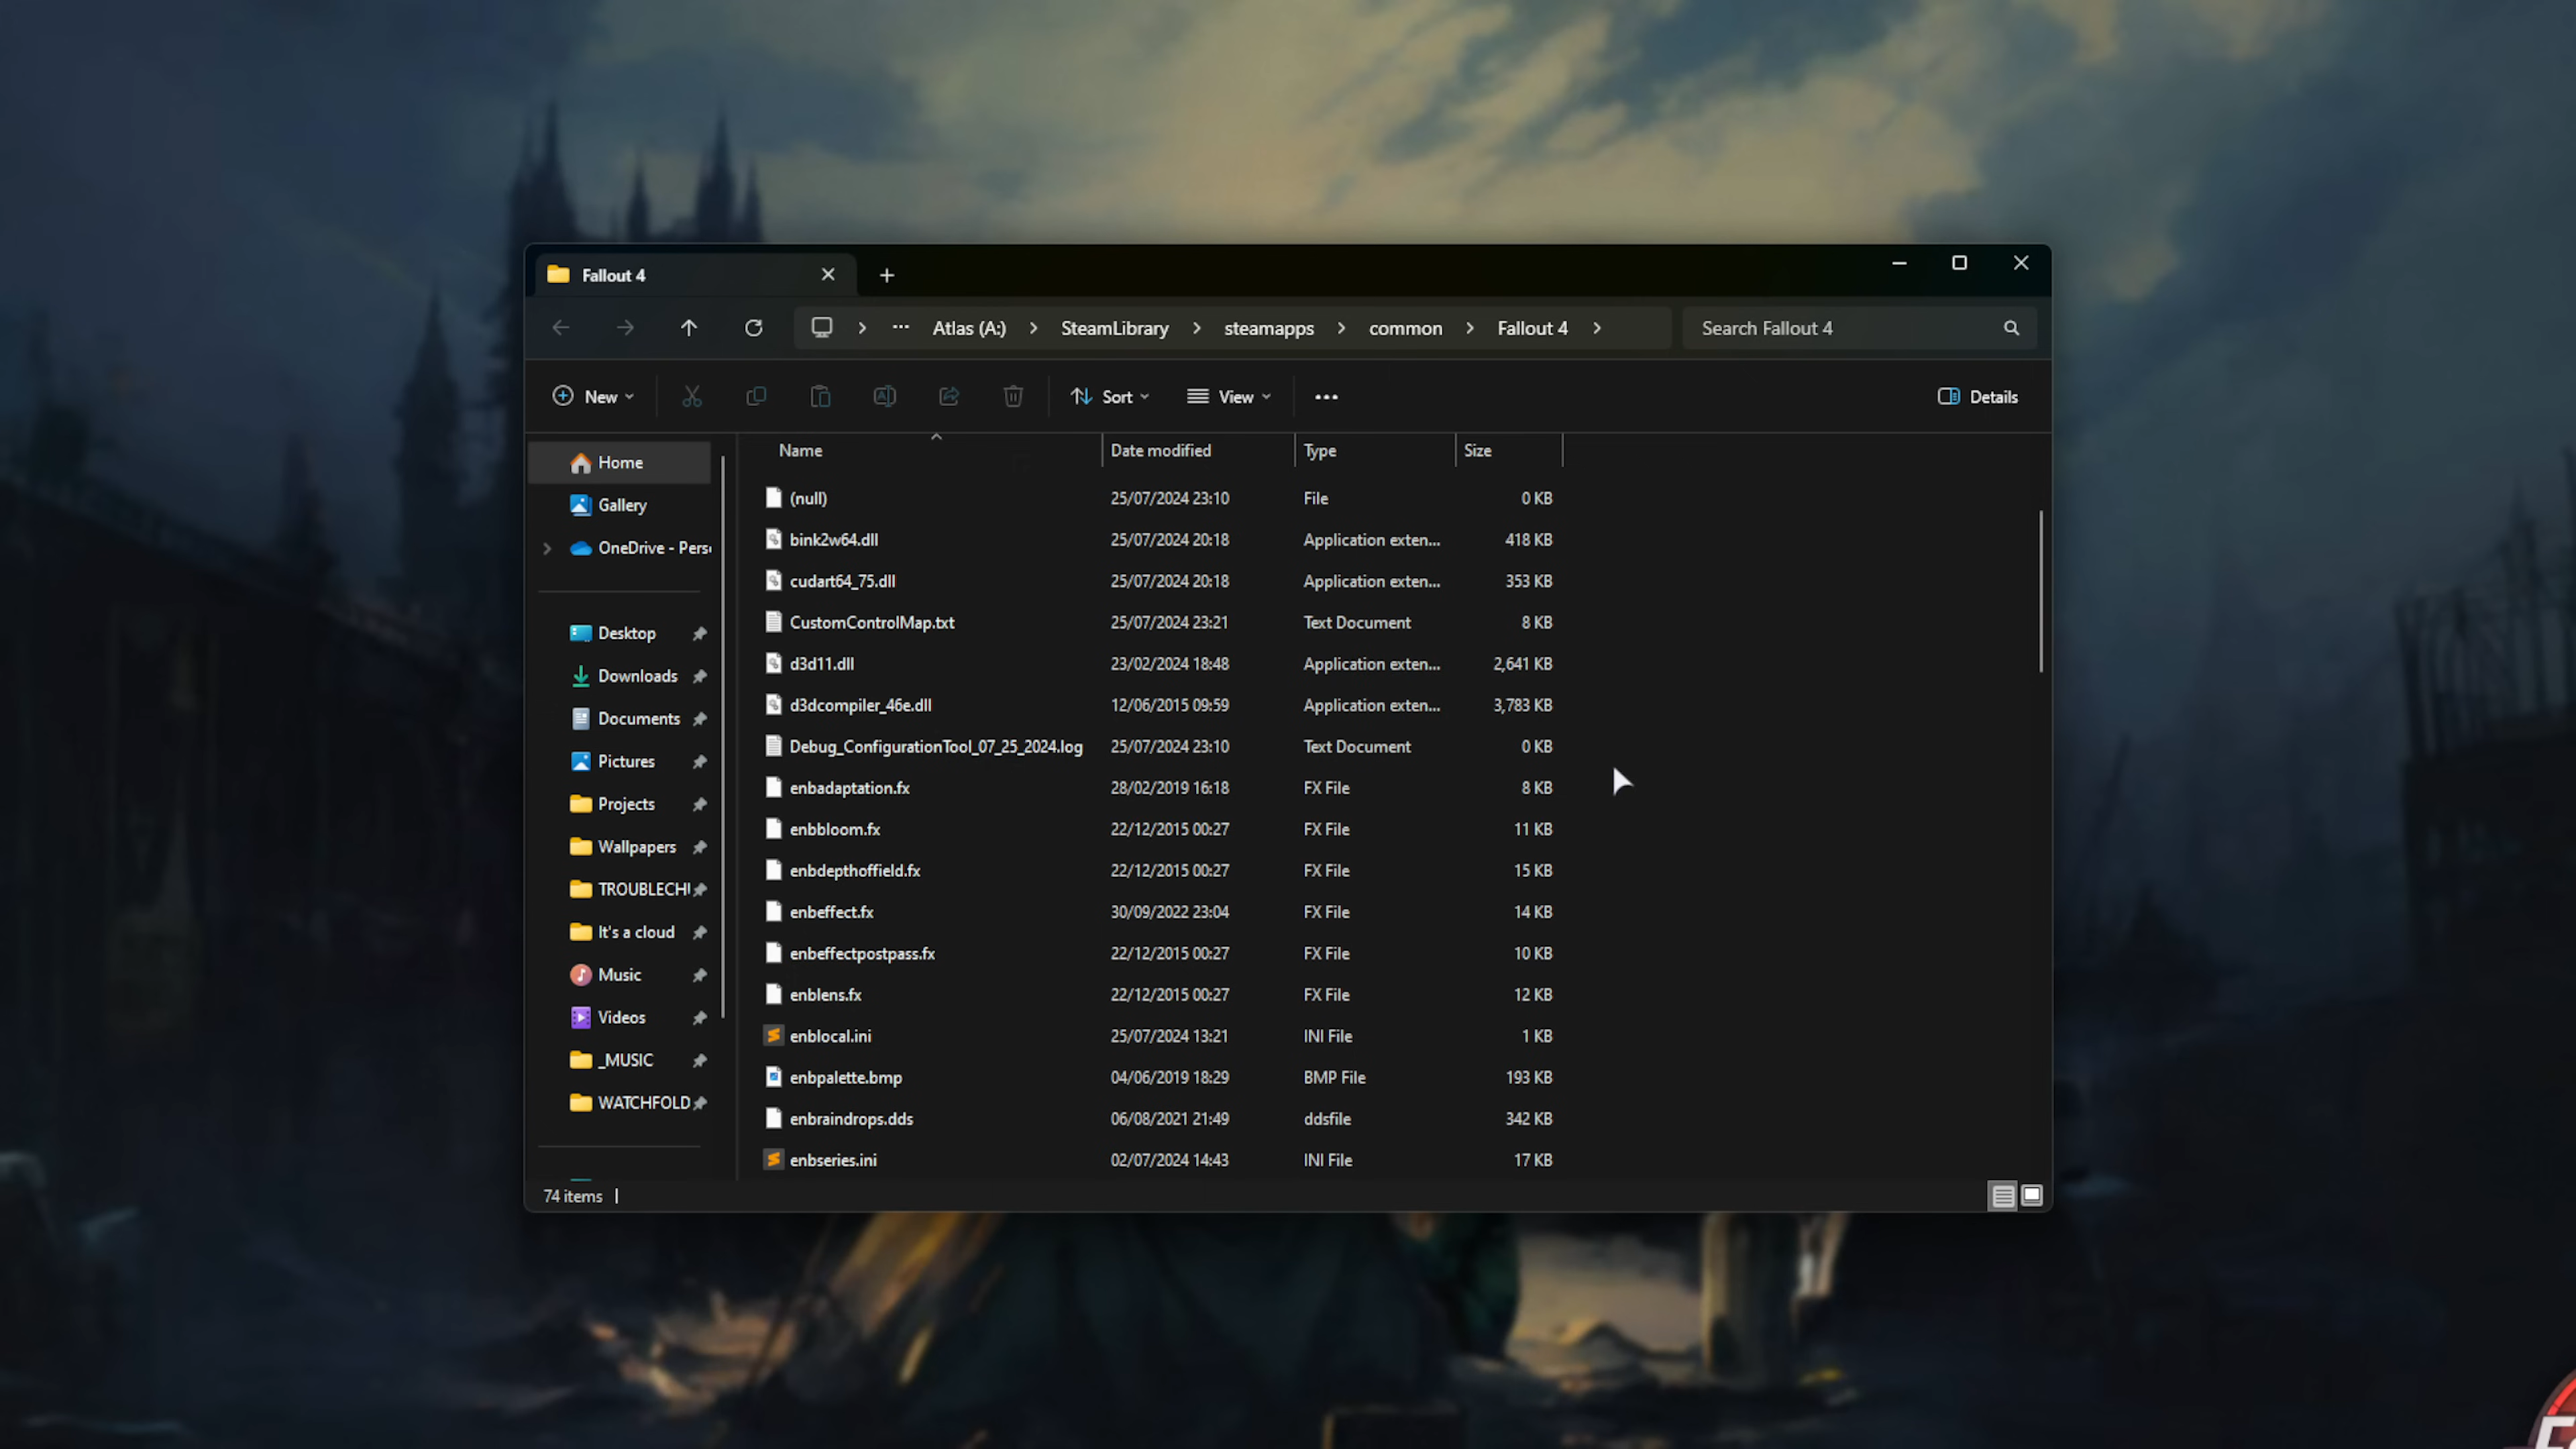 Fallout 4
Atlas (A:) SteamLibrary steamapps common Fallout 4 Search Fallout 4
New Sort View Details
Name Date modified Type Size
Home
Gallery
OneDrive - Pers
Desktop
Downloads
Documents
Pictures
Projects
Wallpapers
TROUBLECH
It's a cloud
Music
Videos
_MUSIC
WATCHFOLD
(null) 25/07/2024 23:10 File 0 KB
bink2w64.dll 25/07/2024 20:18 Application exten... 418 KB
cudart64_75.dll 25/07/2024 20:18 Application exten... 353 KB
CustomControlMap.txt 25/07/2024 23:21 Text Document 8 KB
d3d11.dll 23/02/2024 18:48 Application exten... 2,641 KB
d3dcompiler_46e.dll 12/06/2015 09:59 Application exten... 3,783 KB
Debug_ConfigurationTool_07_25_2024.log 25/07/2024 23:10 Text Document 0 KB
enbadaptation.fx 28/02/2019 16:18 FX File 8 KB
enbbloom.fx 22/12/2015 00:27 FX File 11 KB
enbdepthoffield.fx 22/12/2015 00:27 FX File 15 KB
enbeffect.fx 30/09/2022 23:04 FX File 14 KB
enbeffectpostpass.fx 22/12/2015 00:27 FX File 10 KB
enblens.fx 22/12/2015 00:27 FX File 12 KB
enblocal.ini 25/07/2024 13:21 INI File 1 KB
enbpalette.bmp 04/06/2019 18:29 BMP File 193 KB
enbraindrops.dds 06/08/2021 21:49 ddsfile 342 KB
enbseries.ini 02/07/2024 14:43 INI File 17 KB
74 items